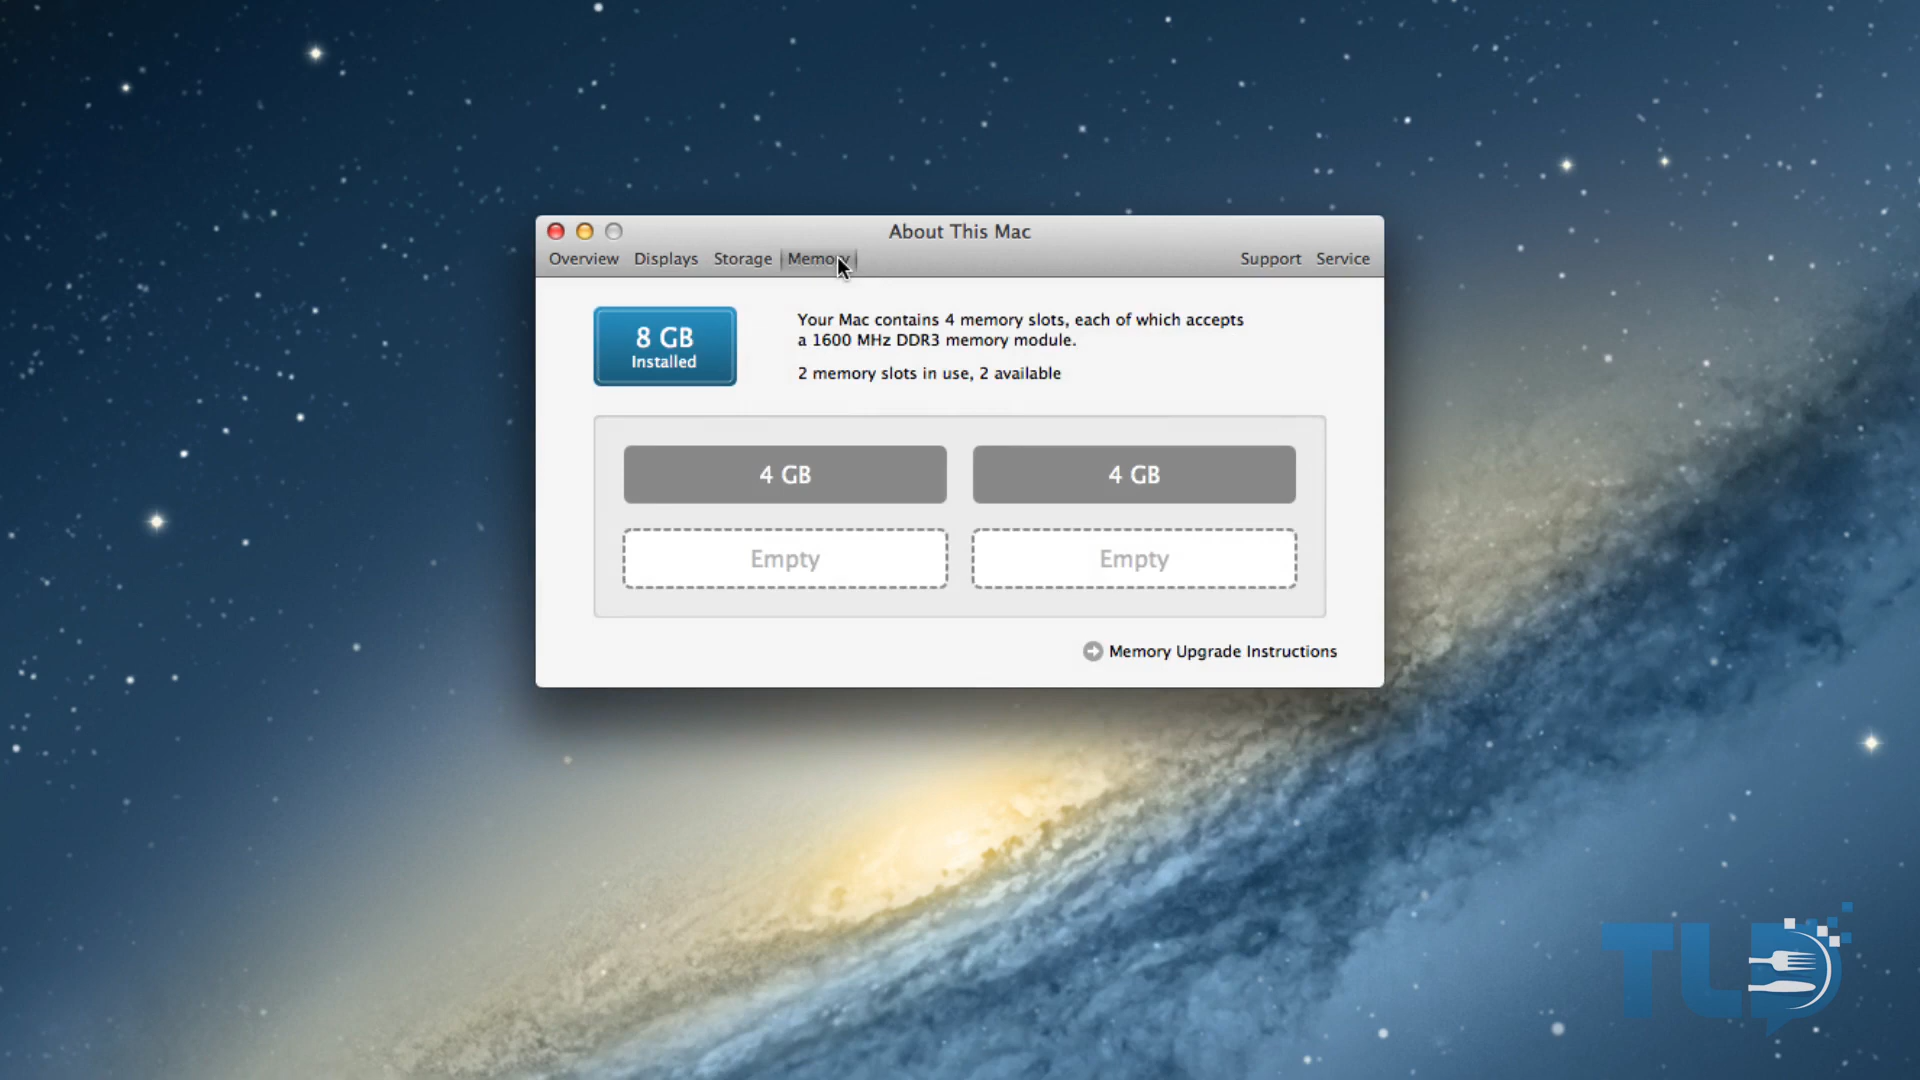 About This Mac
Overview Displays Storage Memory Support Service
8 GB
Installed
Your Mac contains 4 memory slots, each of which accepts
a 1600 MHz DDR3 memory module.
2 memory slots in use, 2 available
4 GB 4 GB
Empty Empty
Memory Upgrade Instructions
TLD